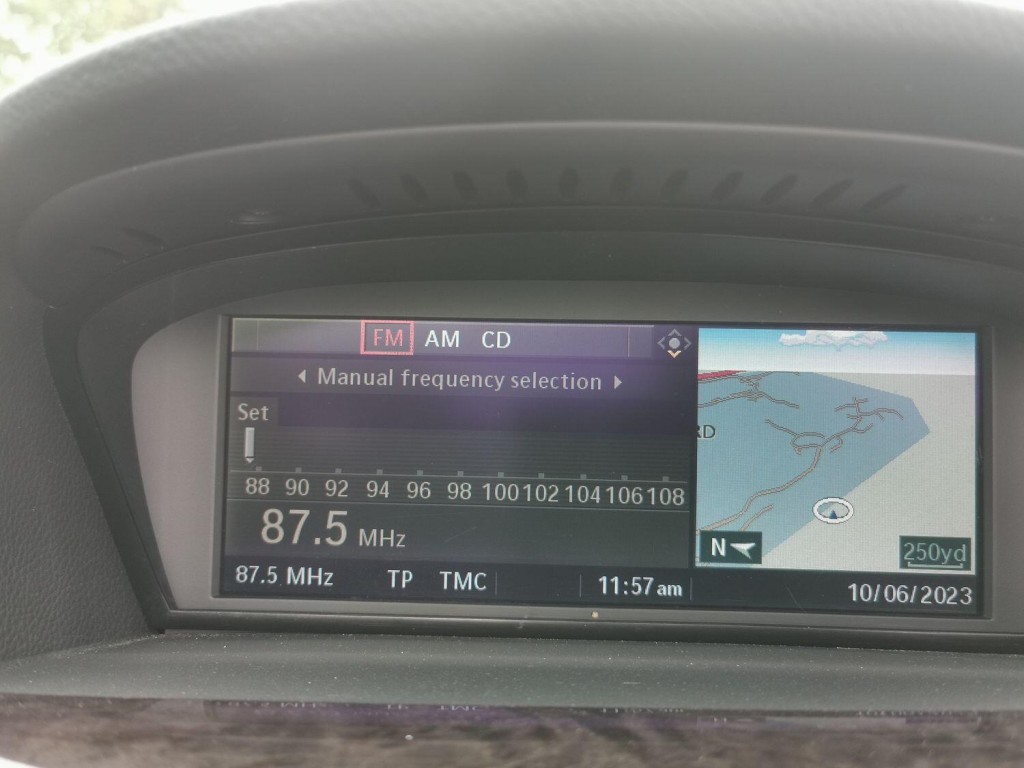 FM AM CD
Manual frequency selection
Set
88 90 92 94 96 98 100 102 104 106 108
87.5 MHz
87.5 MHz TP TMC 11:57 am
RD
N
250yd
10/06/2023